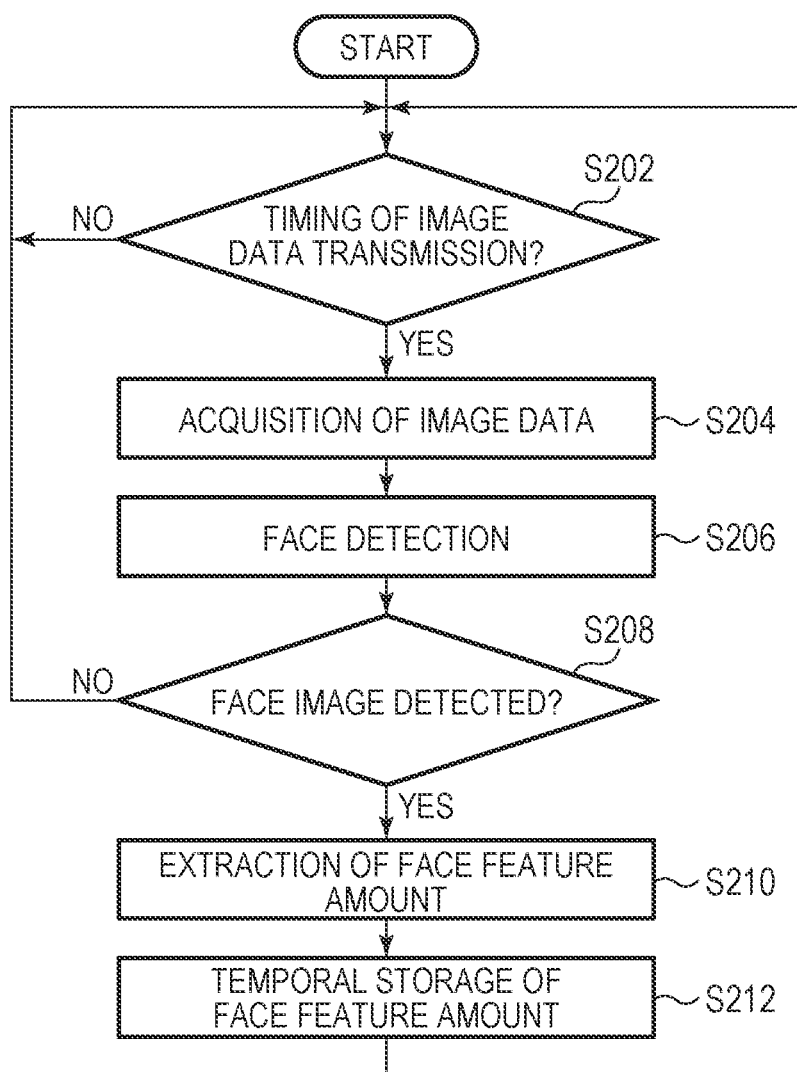 START
S202
NO
TIMING OF IMAGE
DATA TRANSMISSION?
YES
ACQUISITION OF IMAGE DATA
S204
FACE DETECTION
S206
S208
NO
FACE IMAGE DETECTED?
YES
EXTRACTION OF FACE FEATURE
AMOUNT
S210
TEMPORAL STORAGE OF
FACE FEATURE AMOUNT
S212